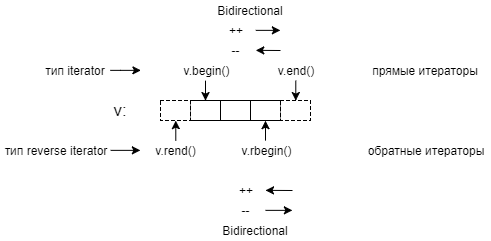 Bidirectional
++
--
тип iterator v.begin() v.end() прямые итераторы
v:
тип reverse iterator v.rend() v.rbegin() обратные итераторы
++
--
Bidirectional